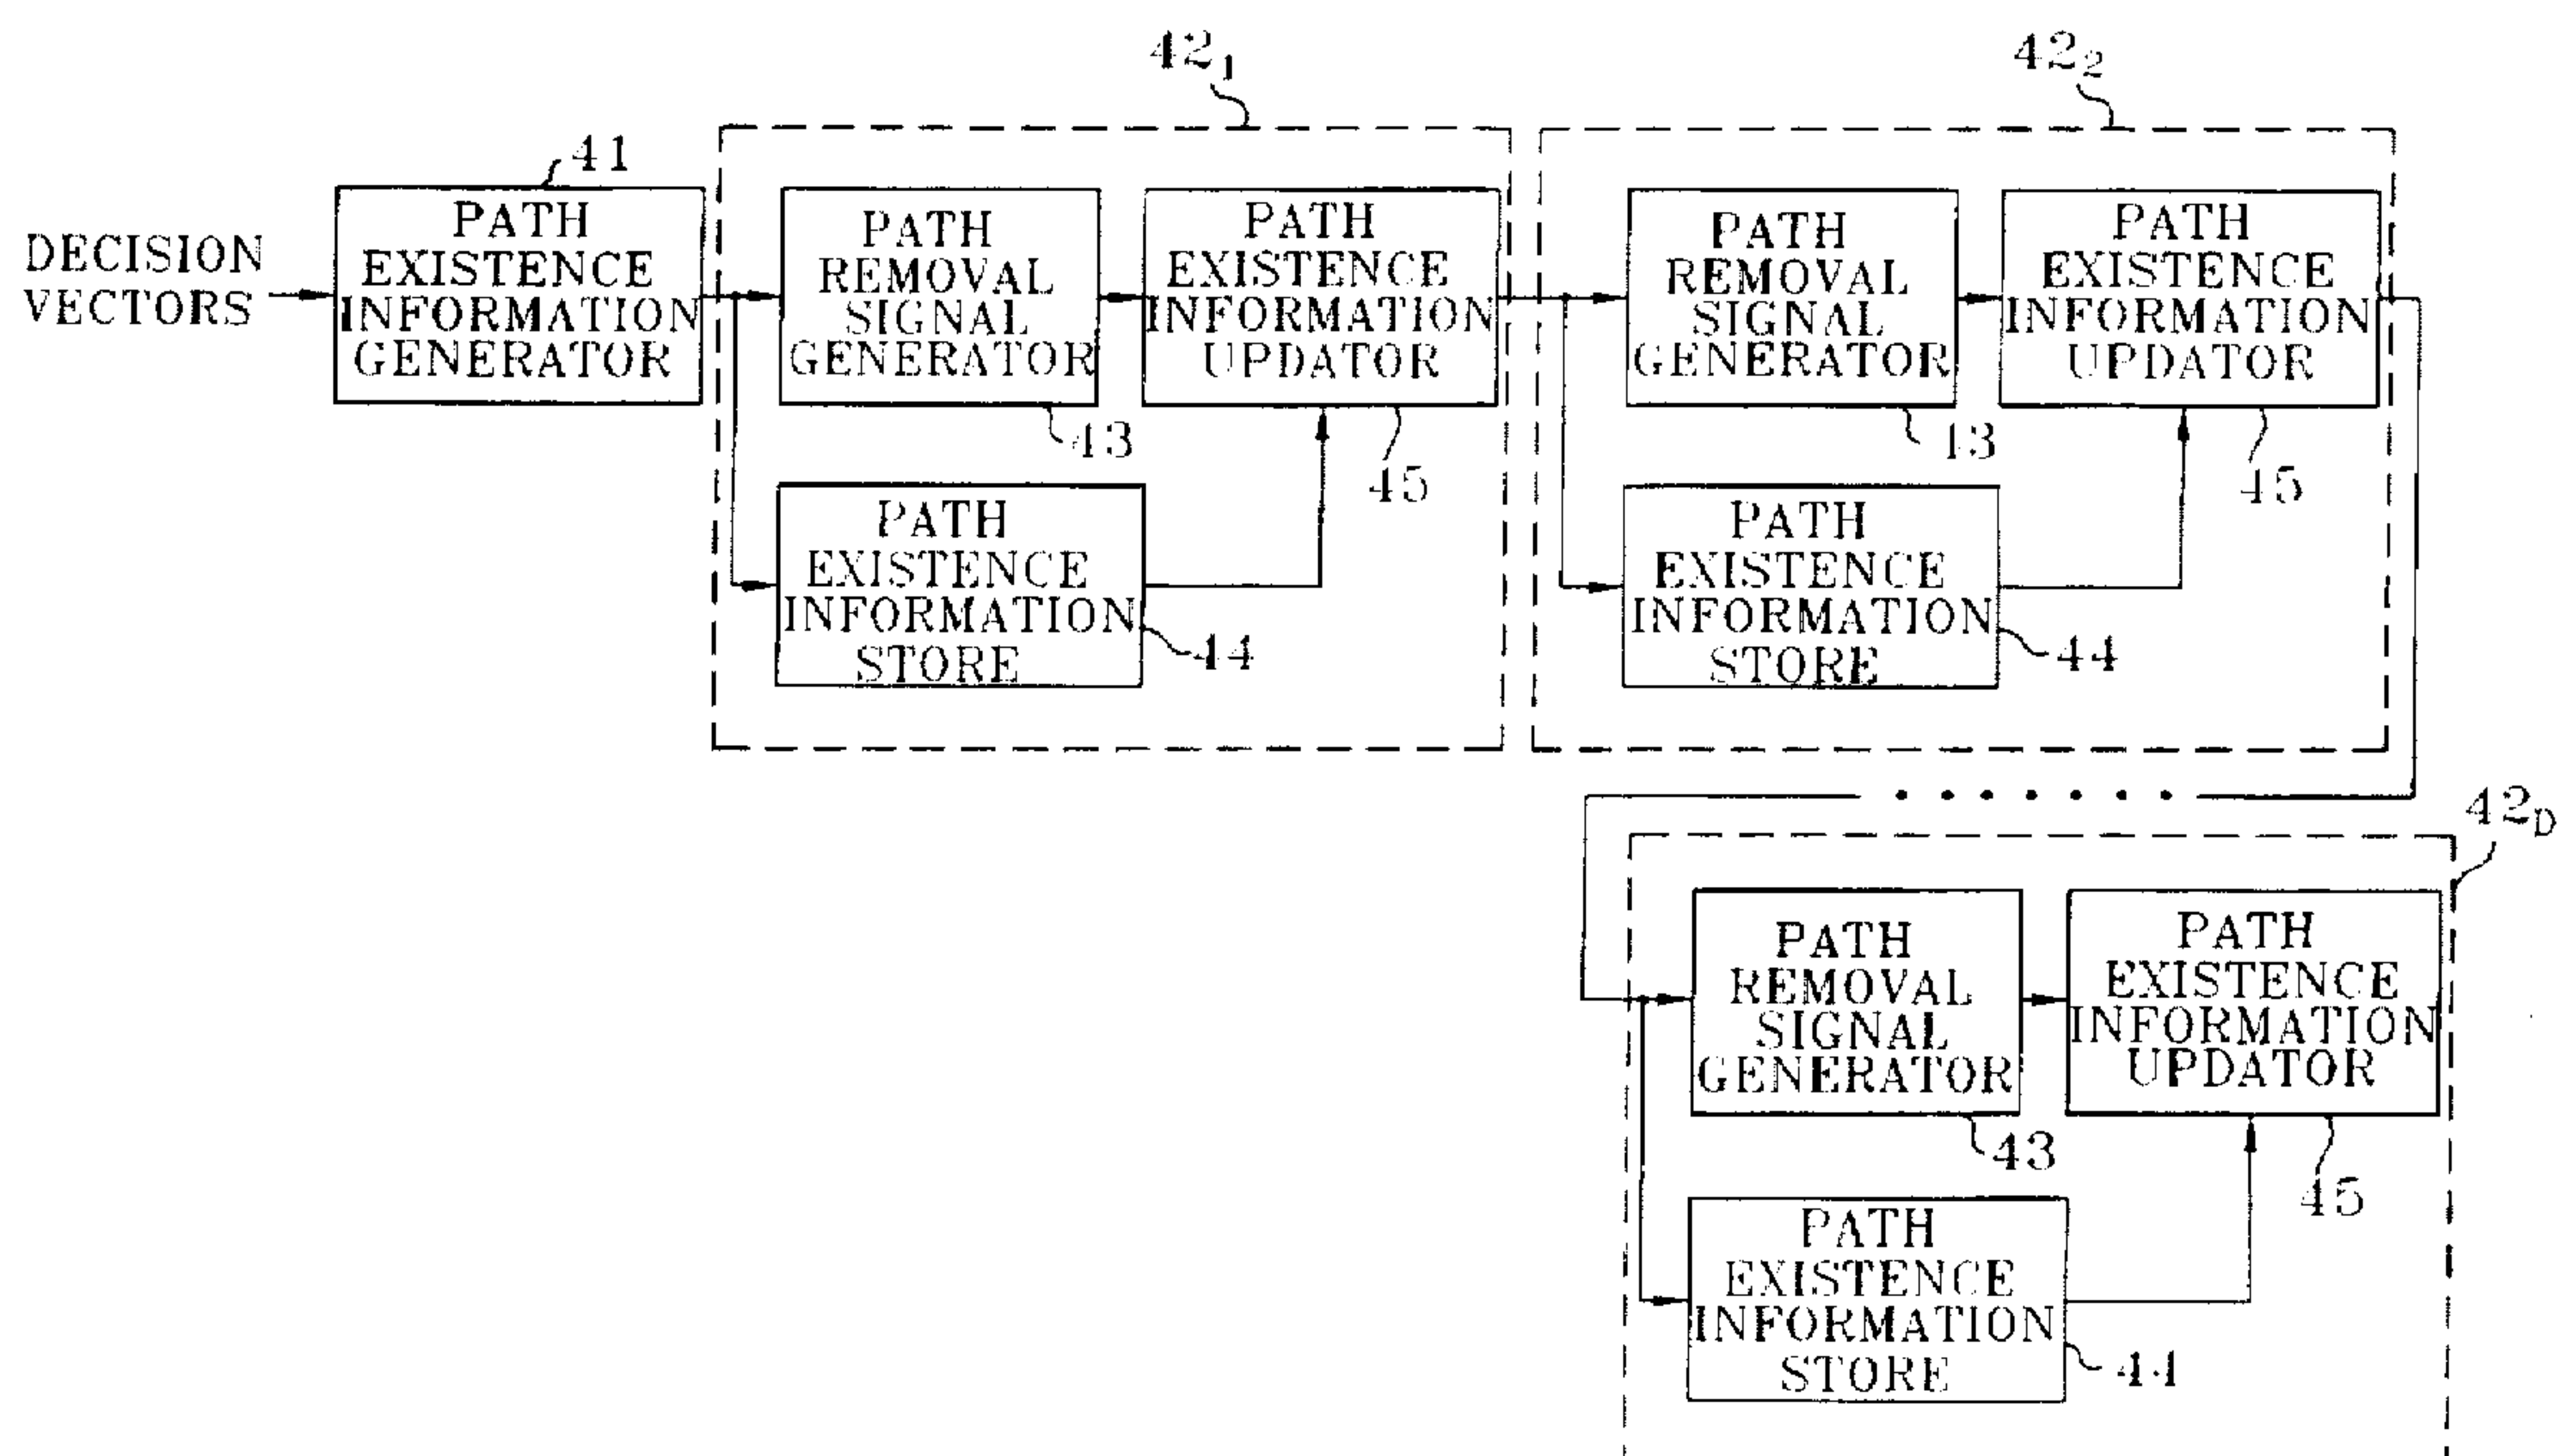 42₁
42₂
41
DECISION
VECTORS
PATH
EXISTENCE
INFORMATION
GENERATOR
PATH
REMOVAL
SIGNAL
GENERATOR
PATH
EXISTENCE
INFORMATION
UPDATOR
43
45
PATH
EXISTENCE
INFORMATION
STORE
44
PATH
REMOVAL
SIGNAL
GENERATOR
PATH
EXISTENCE
INFORMATION
UPDATOR
43
45
PATH
EXISTENCE
INFORMATION
STORE
44
42D
PATH
REMOVAL
SIGNAL
GENERATOR
PATH
EXISTENCE
INFORMATION
UPDATOR
43
45
PATH
EXISTENCE
INFORMATION
STORE
44